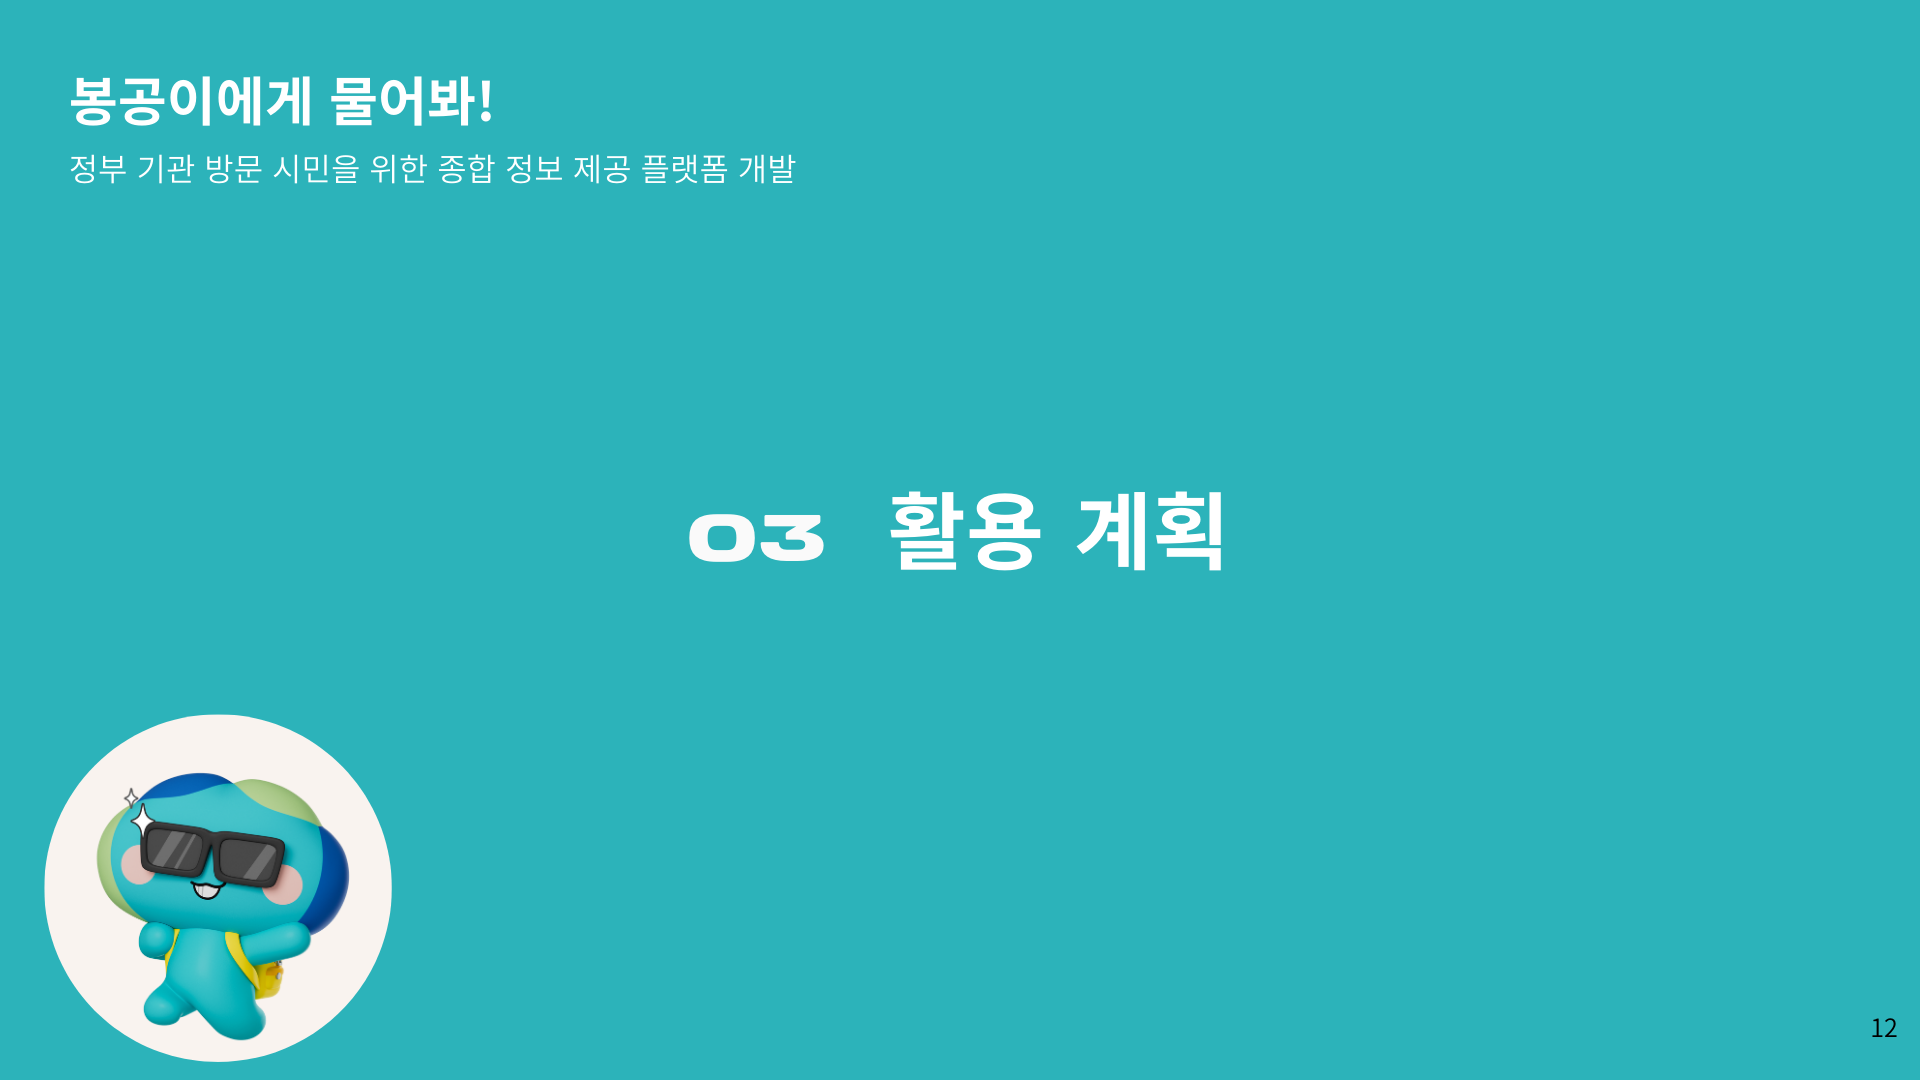 봉공이에게 물어봐!
정부 기관 방문 시민을 위한 종합 정보 제공 플랫폼 개발
03 활용 계획
12